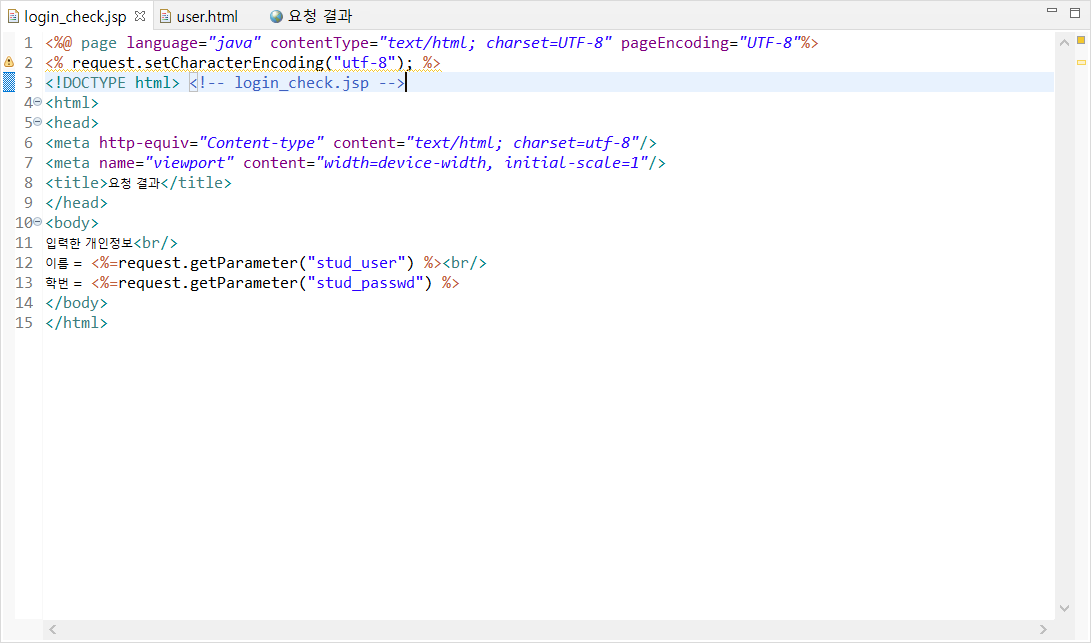 login_check.jsp user.html 요청 결과
1 <%@ page language="java" contentType="text/html; charset=UTF-8" pageEncoding="UTF-8"%>
2 <% request.setCharacterEncoding("utf-8"); %>
3 <!DOCTYPE html> <!-- login_check.jsp -->
4 <html>
5 <head>
6 <meta http-equiv="Content-type" content="text/html; charset=utf-8"/>
7 <meta name="viewport" content="width=device-width, initial-scale=1"/>
8 <title>요청 결과</title>
9 </head>
10 <body>
11 입력한 개인정보<br/>
12 이름 = <%=request.getParameter("stud_user") %><br/>
13 학번 = <%=request.getParameter("stud_passwd") %>
14 </body>
15 </html>